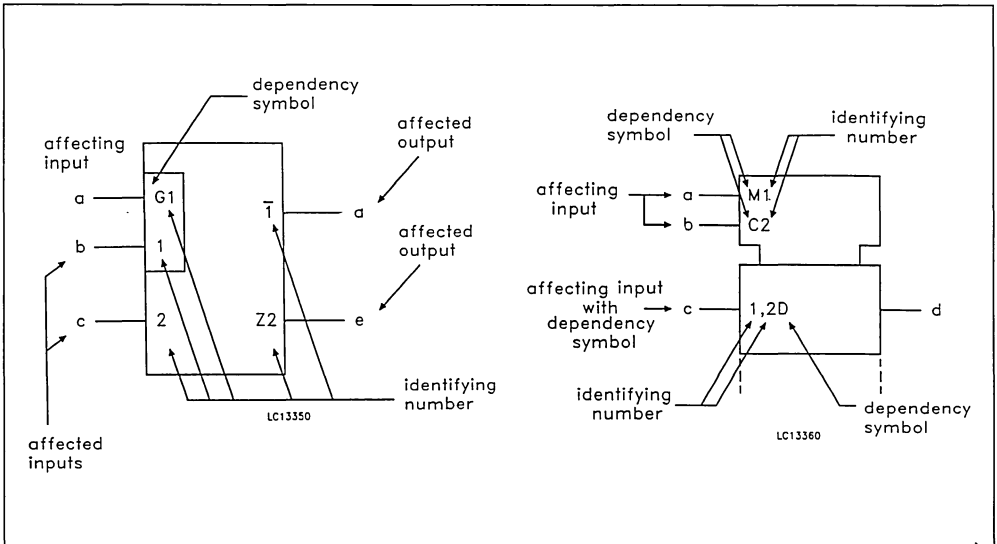 dependency
symbol
affecting
input
affected
output
a
G1
1̅
a
b
1
affected
output
c
2
Z2
e
identifying
number
LC13350
affected
inputs
dependency
symbol
identifying
number
affecting
input
a
M1
b
C2
affecting input
with
dependency
symbol
c
1,2D
d
identifying
number
dependency
symbol
LC13360